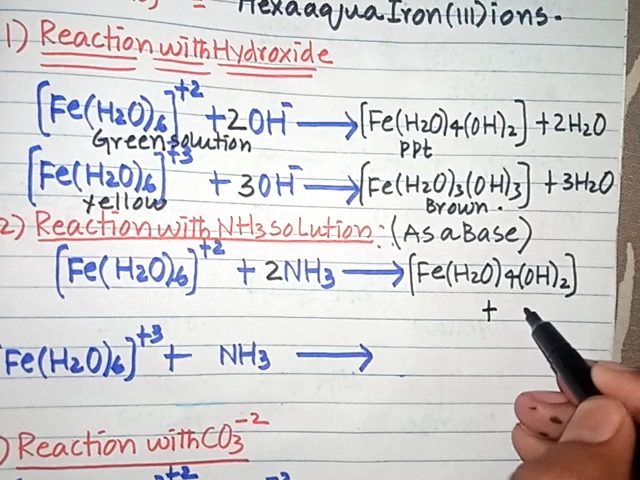 = HexaaquaIron(III)ions.
1) Reaction with Hydroxide
[Fe(H2O)6]+2 + 2OH- → [Fe(H2O)4(OH)2] + 2H2O
Green solution ppt
[Fe(H2O)6]+3 + 3OH- → [Fe(H2O)3(OH)3] + 3H2O
yellow Brown.
2) Reaction with NH3 solution: (As a Base)
[Fe(H2O)6]+2 + 2NH3 → [Fe(H2O)4(OH)2]
+
Fe(H2O)6]+3 + NH3 →
) Reaction with CO3-2
+2 -2